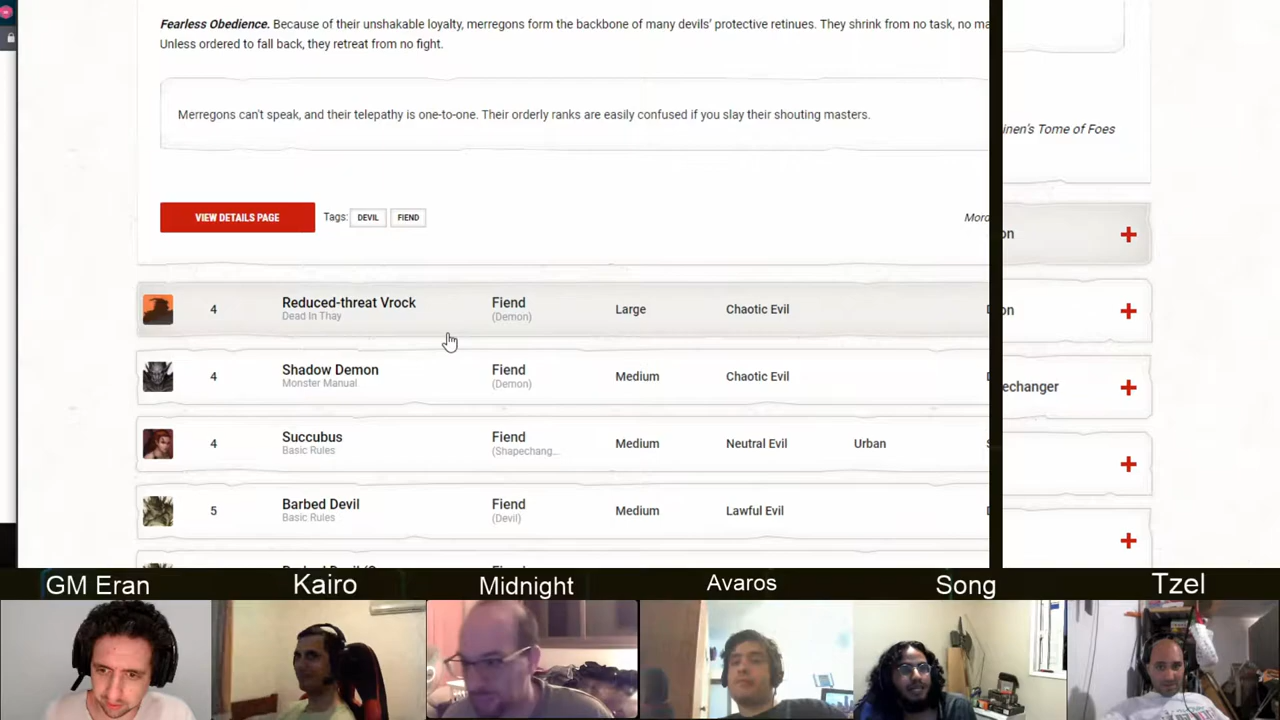 Fearless Obedience. Because of their unshakable loyalty, merregons form the backbone of many devils' protective retinues. They shrink from no task, no
Unless ordered to fall back, they retreat from no fight.
Merregons can't speak, and their telepathy is one-to-one. Their orderly ranks are easily confused if you slay their shouting masters.
inen's Tome of Foes
VIEW DETAILS PAGE Tags: DEVIL FIEND Mord
on
4 Reduced-threat Vrock Fiend Large Chaotic Evil
Dead In Thay (Demon)
on
4 Shadow Demon Fiend Medium Chaotic Evil
Monster Manual (Demon)
echanger
4 Succubus Fiend Medium Neutral Evil Urban
Basic Rules (Shapechang...
5 Barbed Devil Fiend Medium Lawful Evil
Basic Rules (Devil)
GM Eran Kairo Midnight Avaros Song Tzel